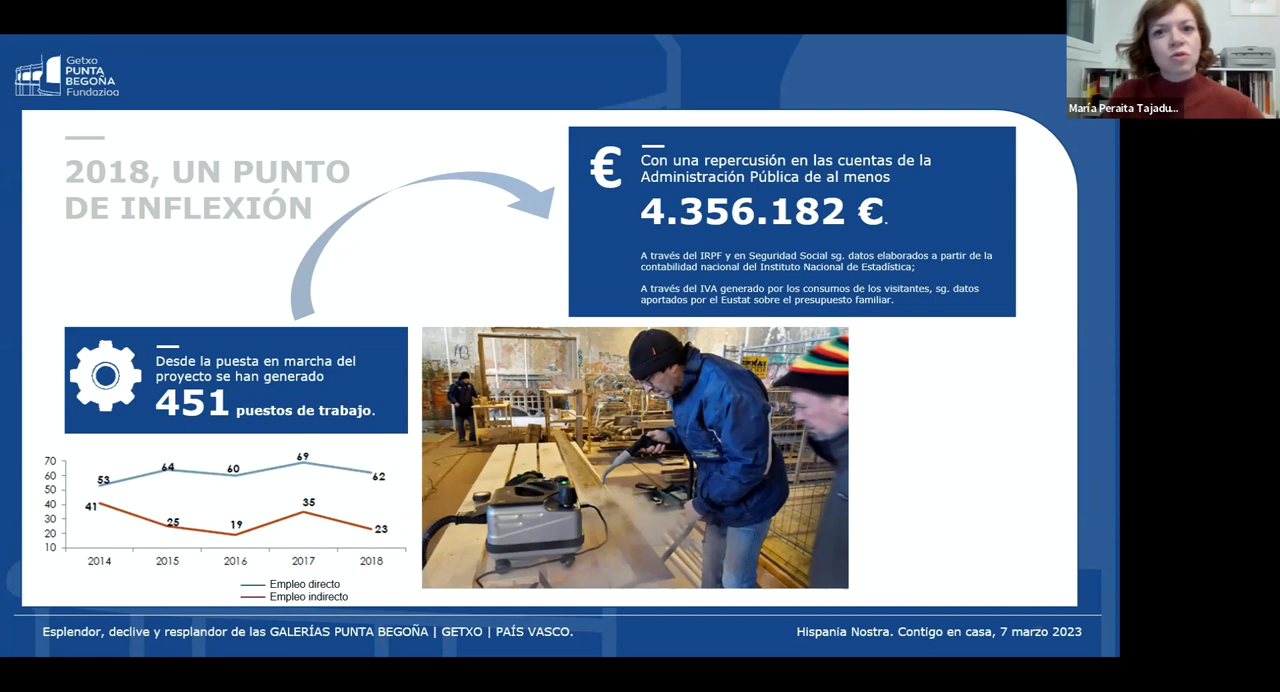 Getxo
PUNTA
BEGOÑA
Fundazioa
María Peraita Tajadu...
2018, UN PUNTO
DE INFLEXIÓN
€
Con una repercusión en las cuentas de la
Administración Pública de al menos
4.356.182 €.
A través del IRPF y en Seguridad Social sg. datos elaborados a partir de la
contabilidad nacional del Instituto Nacional de Estadística;
A través del IVA generado por los consumos de los visitantes, sg. datos
aportados por el Eustat sobre el presupuesto familiar.
Desde la puesta en marcha del
proyecto se han generado
451 puestos de trabajo.
70
60
50
40
30
20
10
53
64
60
69
62
41
25
19
35
23
2014 2015 2016 2017 2018
Empleo directo
Empleo indirecto
Esplendor, declive y resplandor de las GALERÍAS PUNTA BEGOÑA | GETXO | PAÍS VASCO.
Hispania Nostra. Contigo en casa, 7 marzo 2023